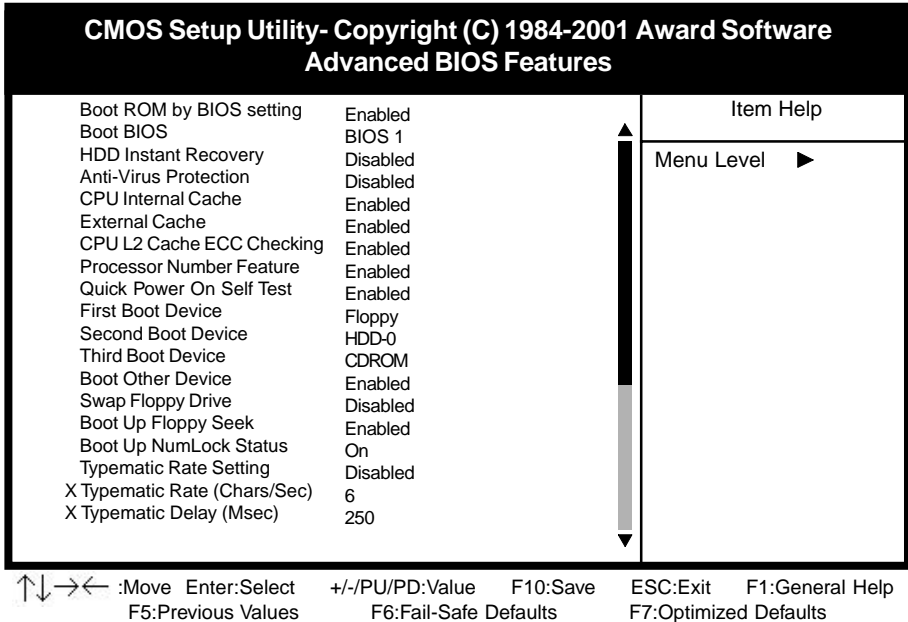 CMOS Setup Utility- Copyright (C) 1984-2001 Award Software
Advanced BIOS Features
Boot ROM by BIOS setting Enabled
Boot BIOS BIOS 1
HDD Instant Recovery Disabled
Anti-Virus Protection Disabled
CPU Internal Cache Enabled
External Cache Enabled
CPU L2 Cache ECC Checking Enabled
Processor Number Feature Enabled
Quick Power On Self Test Enabled
First Boot Device Floppy
Second Boot Device HDD-0
Third Boot Device CDROM
Boot Other Device Enabled
Swap Floppy Drive Disabled
Boot Up Floppy Seek Enabled
Boot Up NumLock Status On
Typematic Rate Setting Disabled
X Typematic Rate (Chars/Sec) 6
X Typematic Delay (Msec) 250
Item Help
Menu Level ▶
↑↓→← :Move Enter:Select +/-/PU/PD:Value F10:Save ESC:Exit F1:General Help
F5:Previous Values F6:Fail-Safe Defaults F7:Optimized Defaults